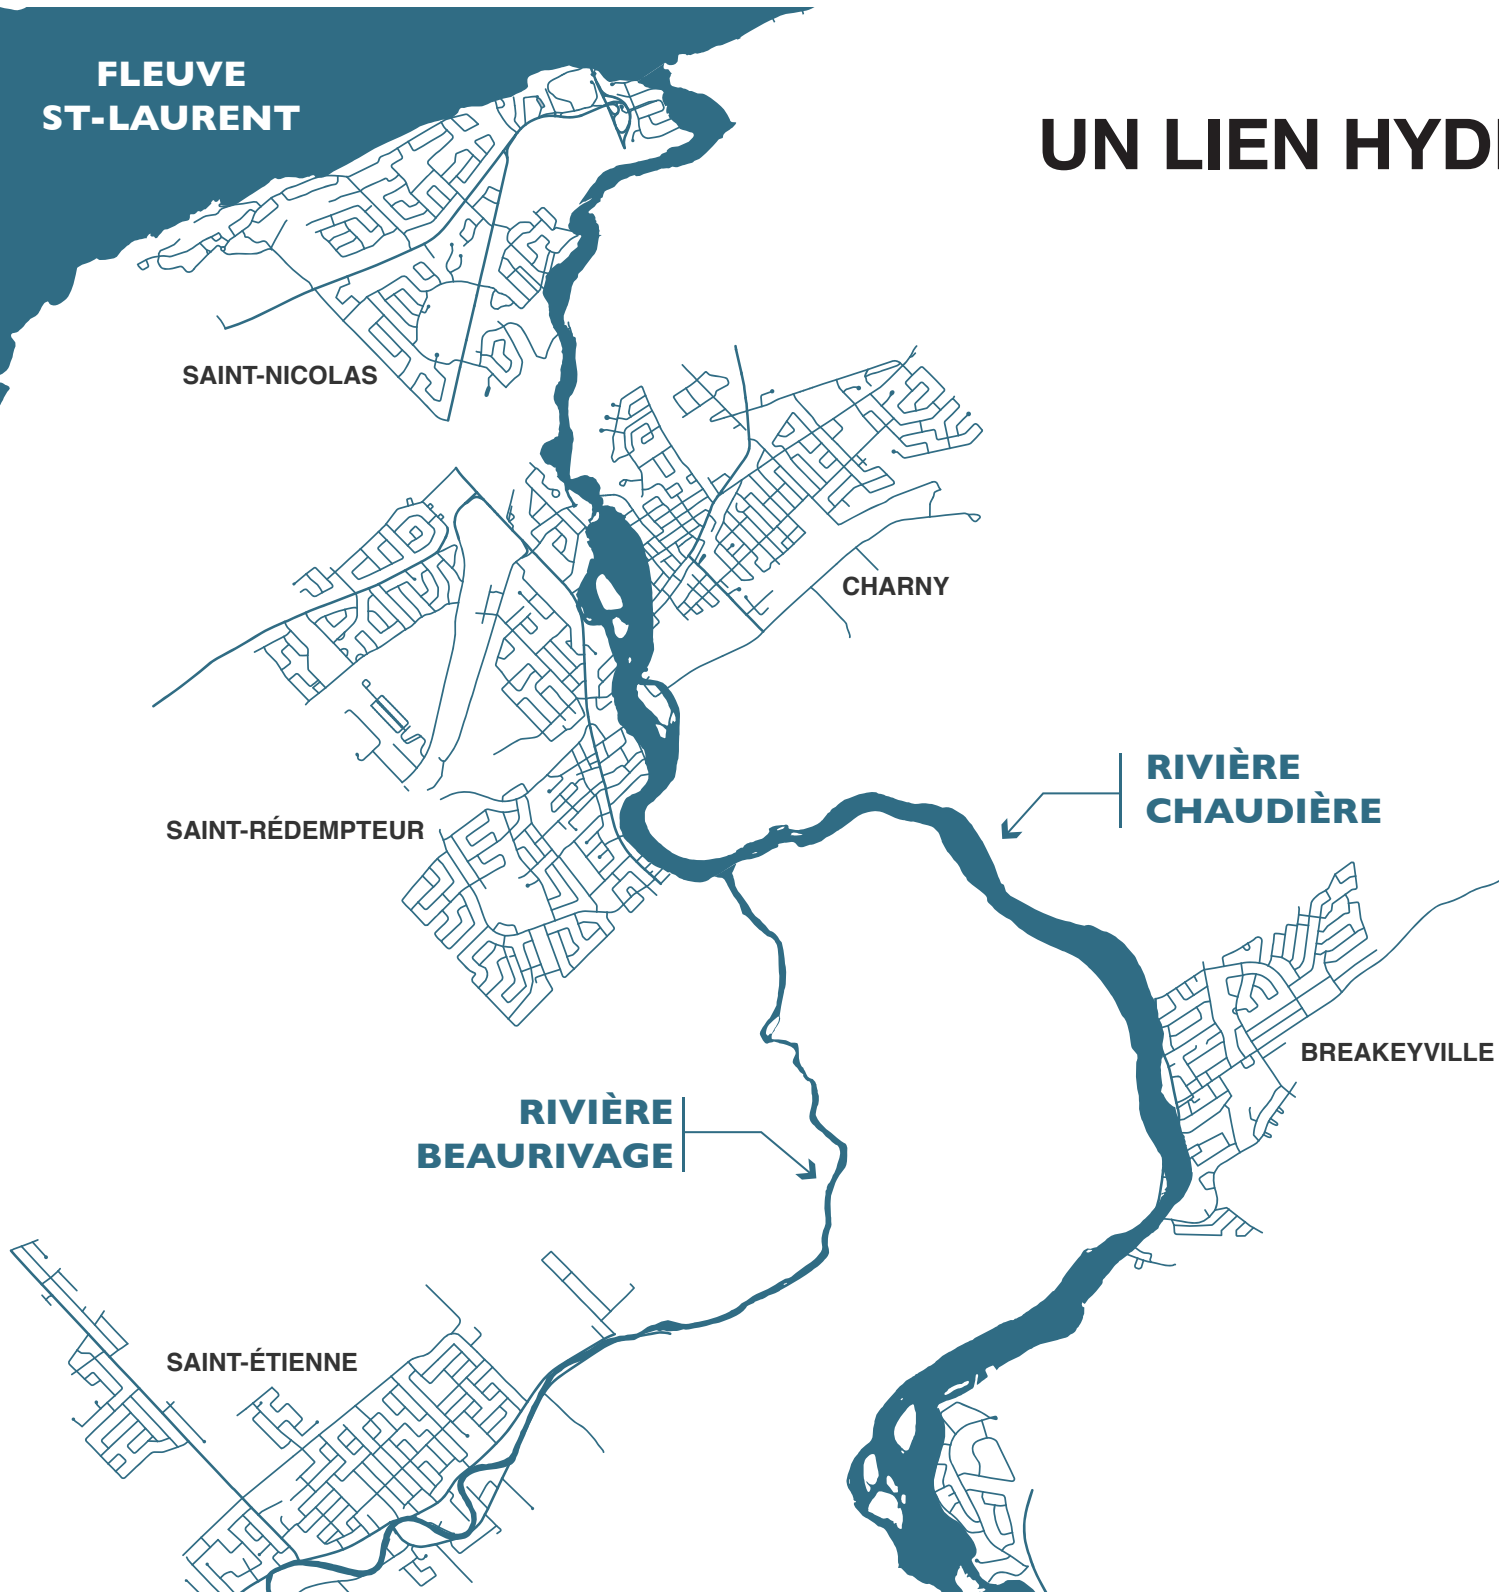 FLEUVE
ST-LAURENT
UN LIEN HYD
SAINT-NICOLAS
CHARNY
RIVIÈRE
CHAUDIÈRE
SAINT-RÉDEMPTEUR
BREAKEYVILLE
RIVIÈRE
BEAURIVAGE
SAINT-ÉTIENNE